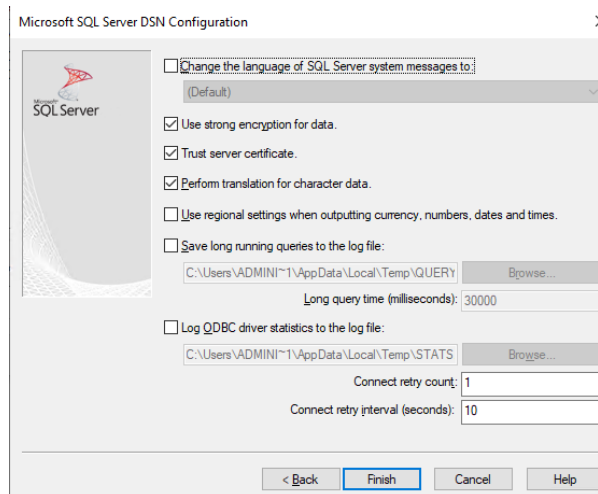 Microsoft SQL Server DSN Configuration
Change the language of SQL Server system messages to:
(Default)
Microsoft
SQL Server
Use strong encryption for data.
Trust server certificate.
Perform translation for character data.
Use regional settings when outputting currency, numbers, dates and times.
Save long running queries to the log file:
C:\Users\ADMINI~1\AppData\Local\Temp\QUERY
Browse...
Long query time (milliseconds): 30000
Log ODBC driver statistics to the log file:
C:\Users\ADMINI~1\AppData\Local\Temp\STATS
Browse...
Connect retry count: 1
Connect retry interval (seconds): 10
< Back Finish Cancel Help